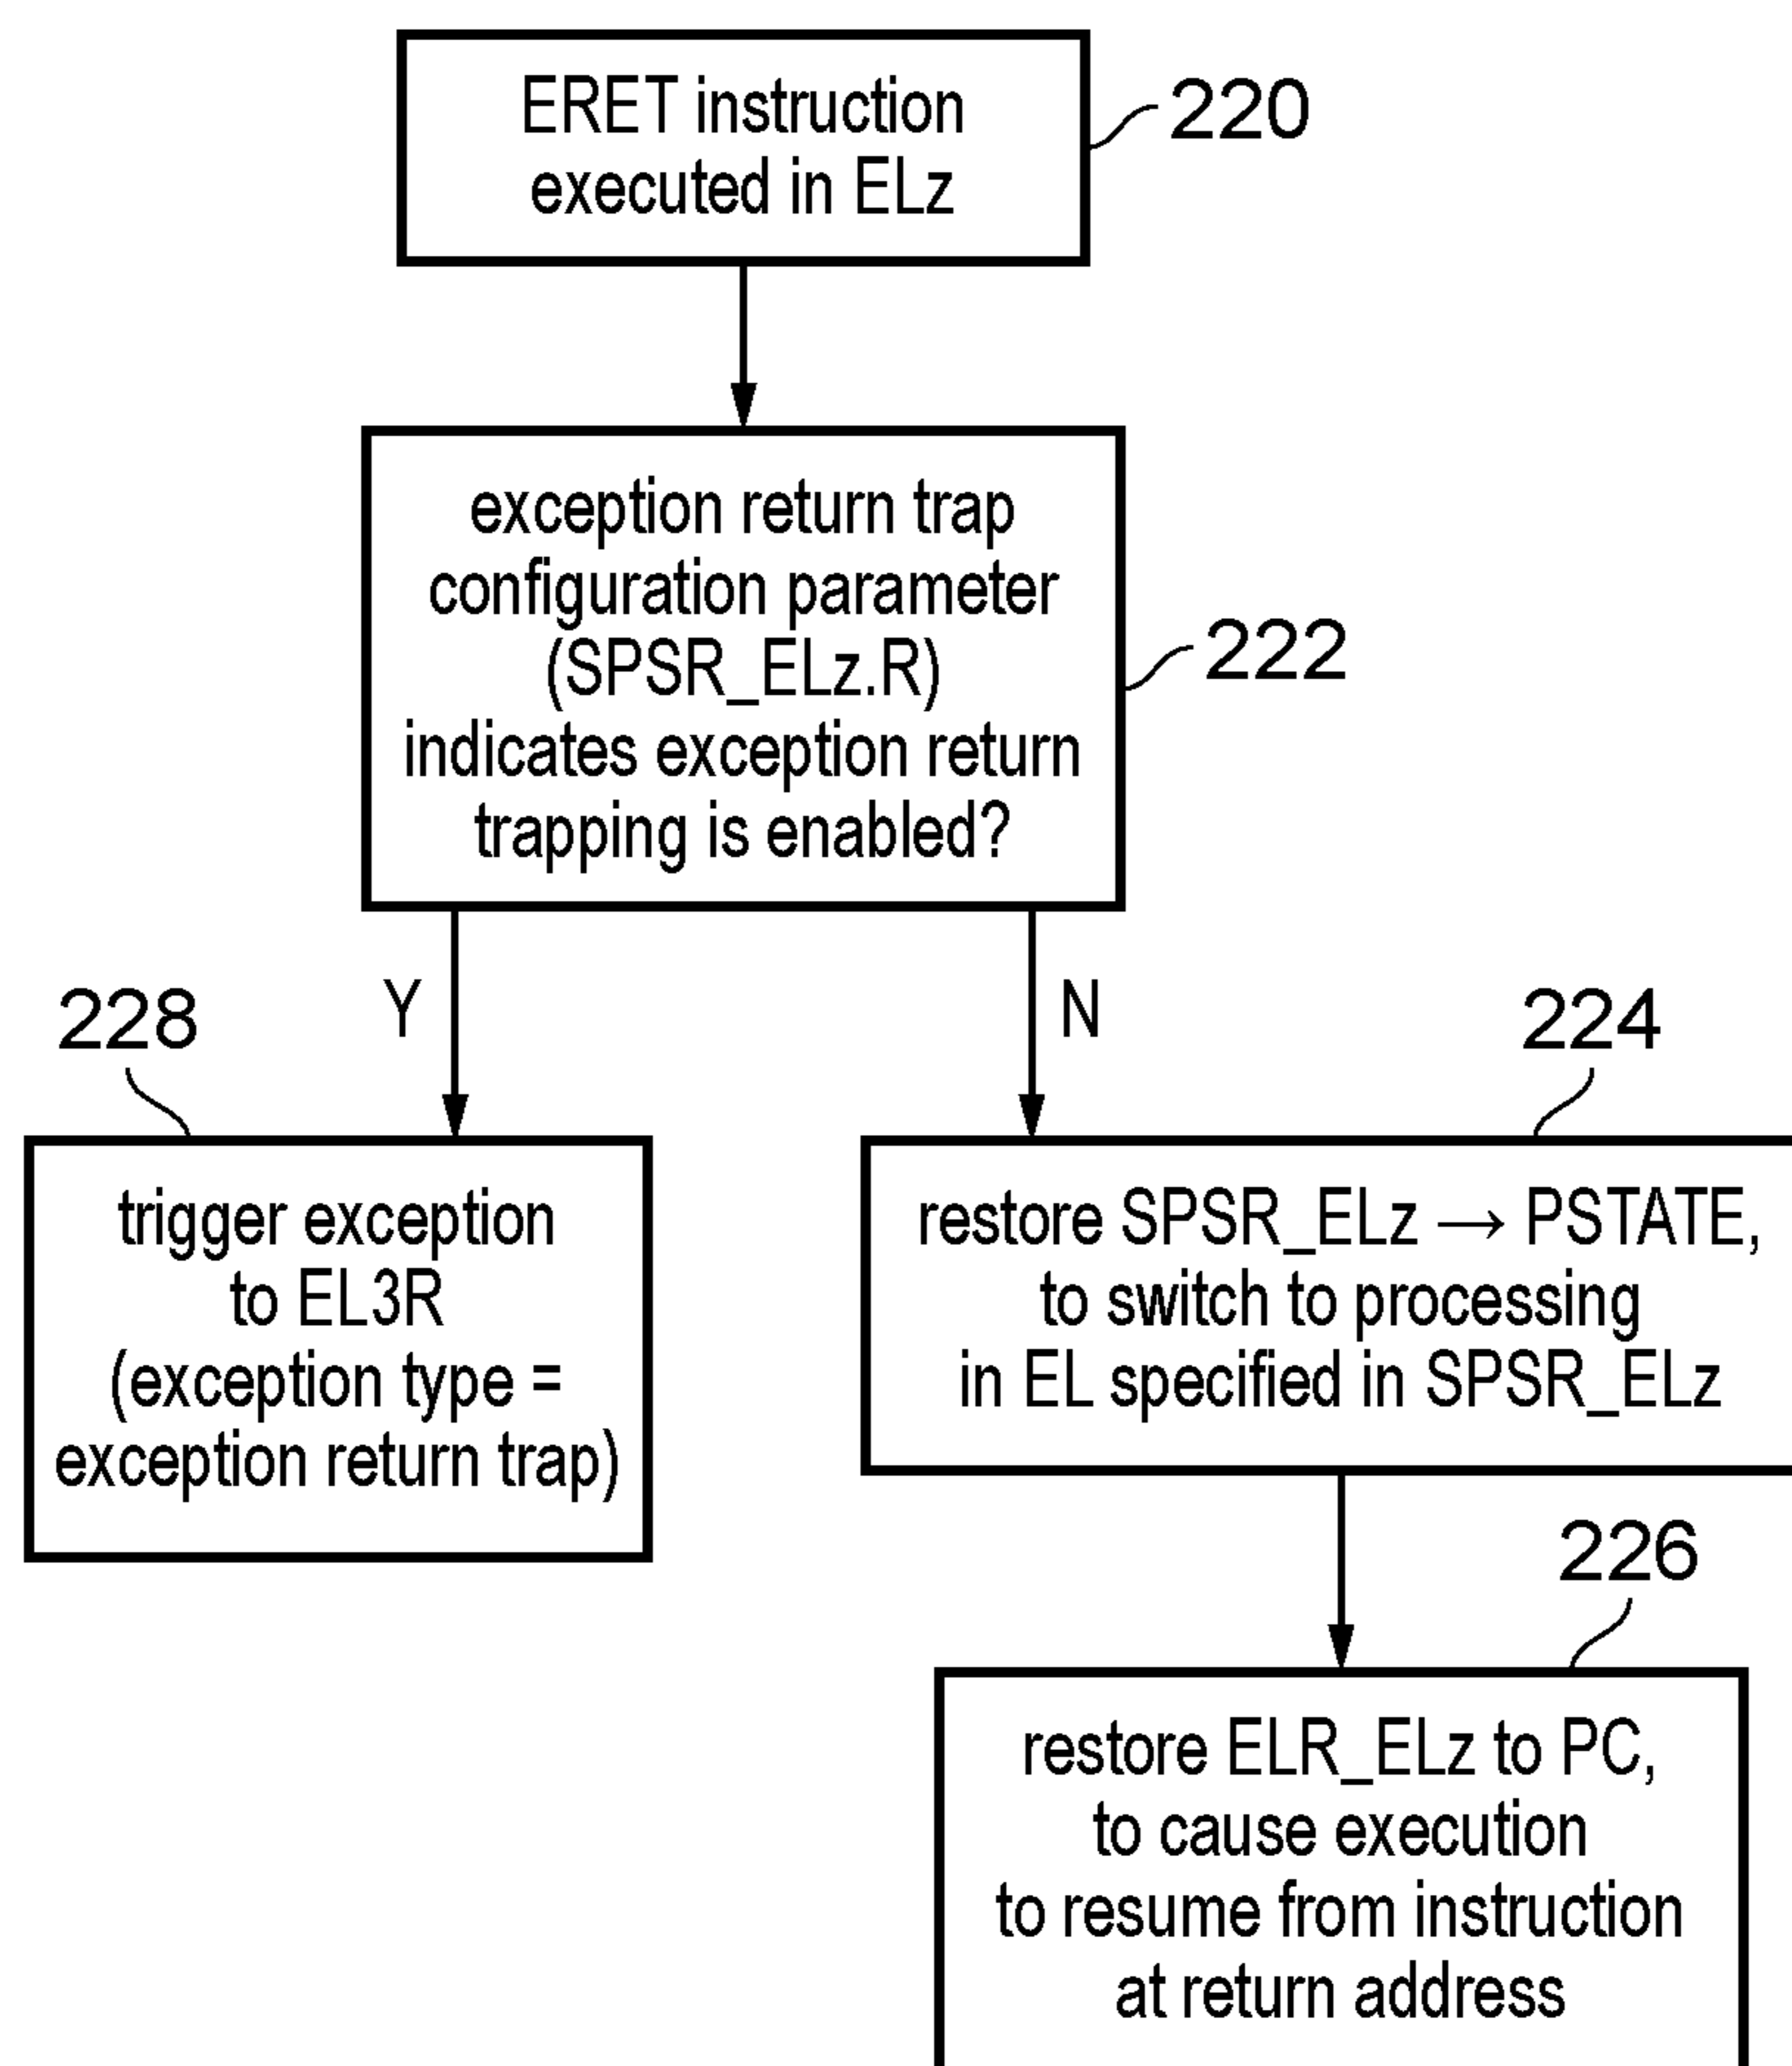 ERET instruction
executed in ELz
220
exception return trap
configuration parameter
(SPSR_ELz.R)
indicates exception return
trapping is enabled?
222
Y
N
228
224
trigger exception
to EL3R
(exception type =
exception return trap)
restore SPSR_ELz → PSTATE,
to switch to processing
in EL specified in SPSR_ELz
226
restore ELR_ELz to PC,
to cause execution
to resume from instruction
at return address